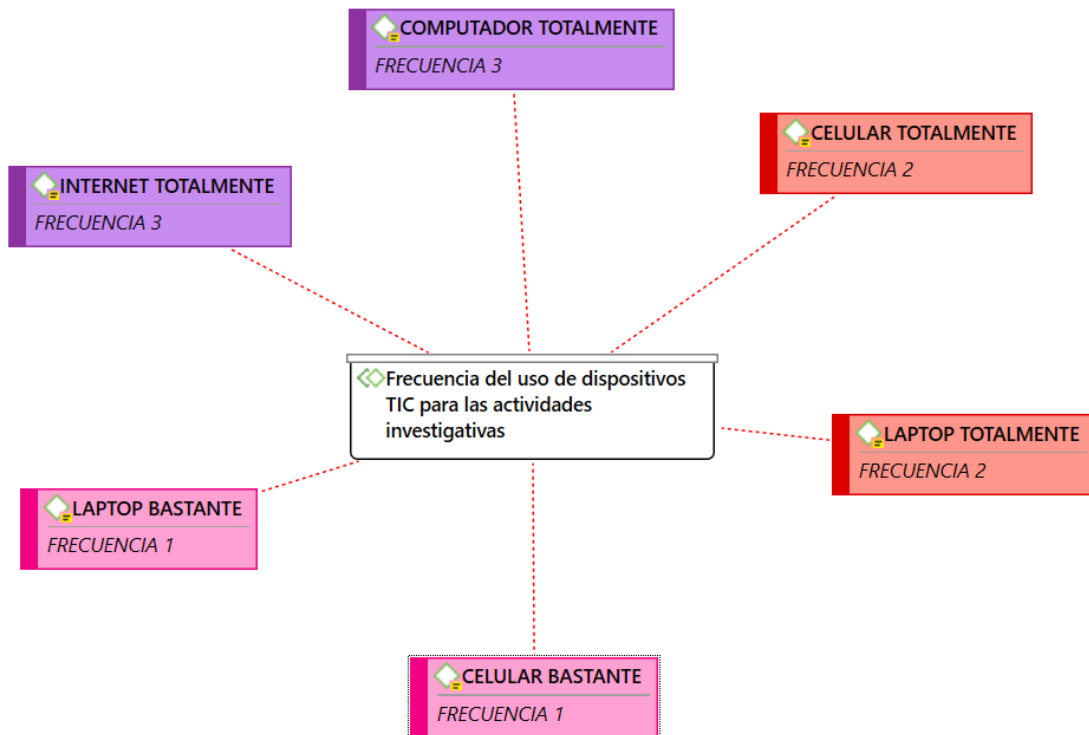 COMPUTADOR TOTALMENTE
FRECUENCIA 3
CELULAR TOTALMENTE
FRECUENCIA 2
INTERNET TOTALMENTE
FRECUENCIA 3
Frecuencia del uso de dispositivos
TIC para las actividades
investigativas
LAPTOP TOTALMENTE
FRECUENCIA 2
LAPTOP BASTANTE
FRECUENCIA 1
CELULAR BASTANTE
FRECUENCIA 1